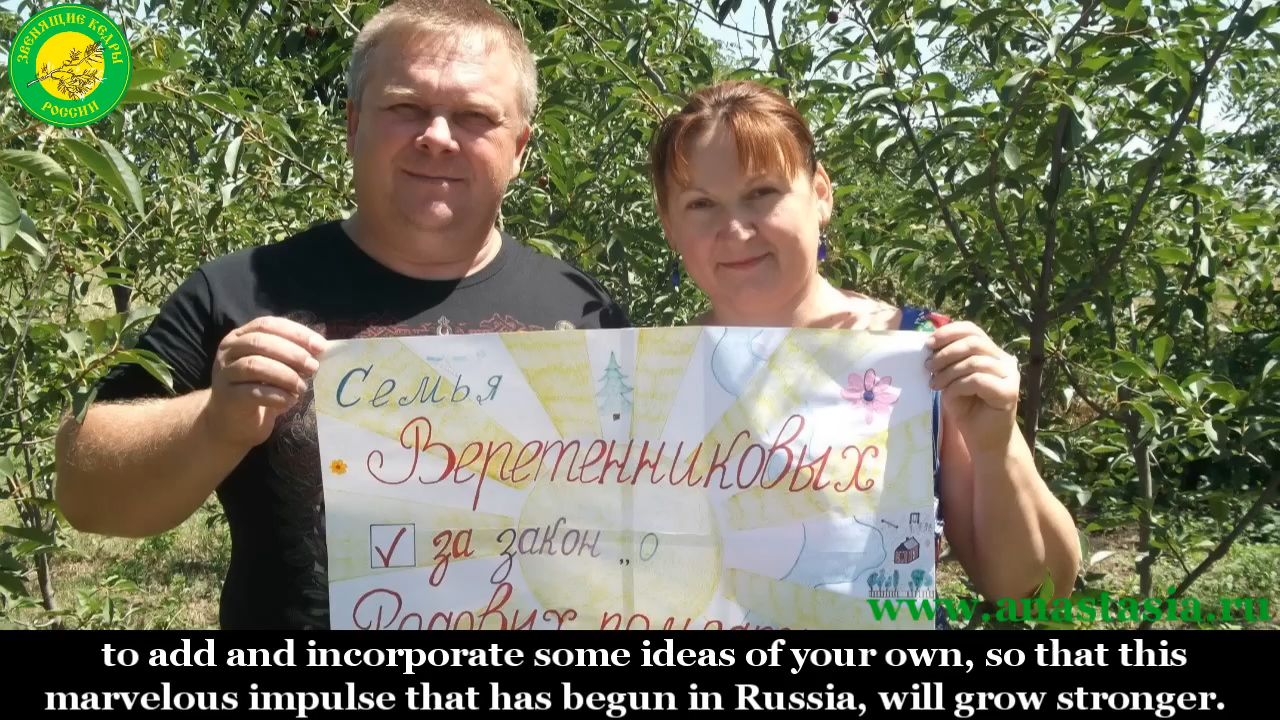 ЗВЕНЯЩИЕ КЕДРЫ
РОССИИ
Семья
Веретенниковых
за закон „О
www.anastasia.ru
to add and incorporate some ideas of your own, so that this
marvelous impulse that has begun in Russia, will grow stronger.